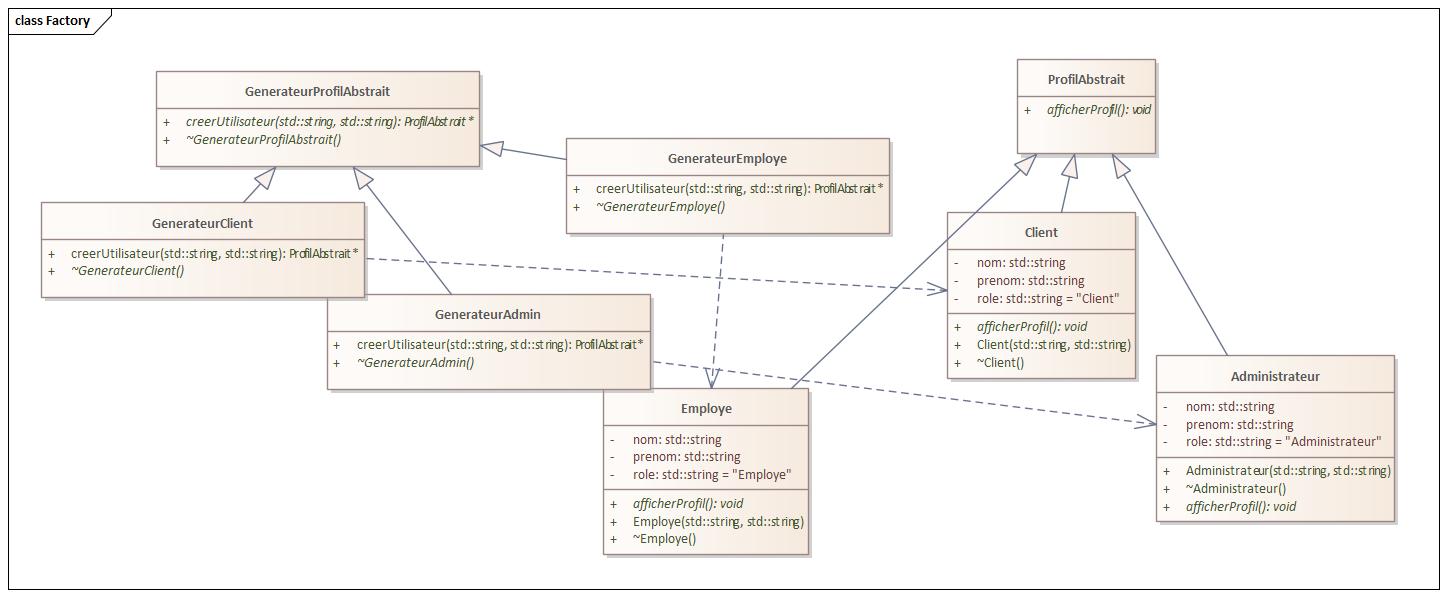 class Factory
GenerateurProfilAbstrait
+ creerUtilisateur(std::string, std::string): ProfilAbstrait*
+ ~GenerateurProfilAbstrait()
ProfilAbstrait
+ afficherProfil(): void
GenerateurEmploye
+ creerUtilisateur(std::string, std::string): ProfilAbstrait*
+ ~GenerateurEmploye()
GenerateurClient
+ creerUtilisateur(std::string, std::string): ProfilAbstrait*
+ ~GenerateurClient()
Client
- nom: std::string
- prenom: std::string
- role: std::string = "Client"
+ afficherProfil(): void
+ Client(std::string, std::string)
+ ~Client()
GenerateurAdmin
+ creerUtilisateur(std::string, std::string): ProfilAbstrait*
+ ~GenerateurAdmin()
Administrateur
- nom: std::string
- prenom: std::string
- role: std::string = "Administrateur"
+ Administrateur(std::string, std::string)
+ ~Administrateur()
+ afficherProfil(): void
Employe
- nom: std::string
- prenom: std::string
- role: std::string = "Employe"
+ afficherProfil(): void
+ Employe(std::string, std::string)
+ ~Employe()